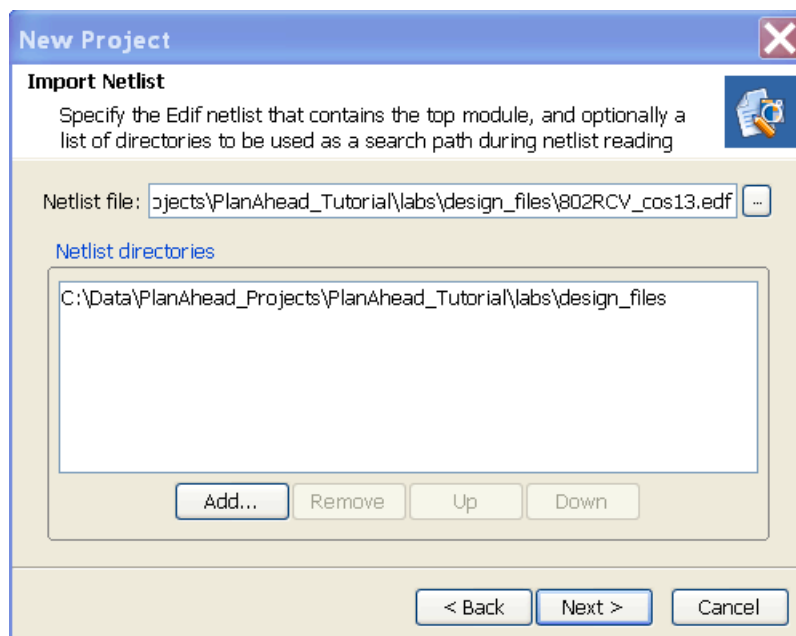 New Project
Import Netlist
Specify the Edif netlist that contains the top module, and optionally a
list of directories to be used as a search path during netlist reading
Netlist file: ojects\PlanAhead_Tutorial\labs\design_files\802RCV_cos13.edf ...
Netlist directories
C:\Data\PlanAhead_Projects\PlanAhead_Tutorial\labs\design_files
Add... Remove Up Down
< Back Next > Cancel